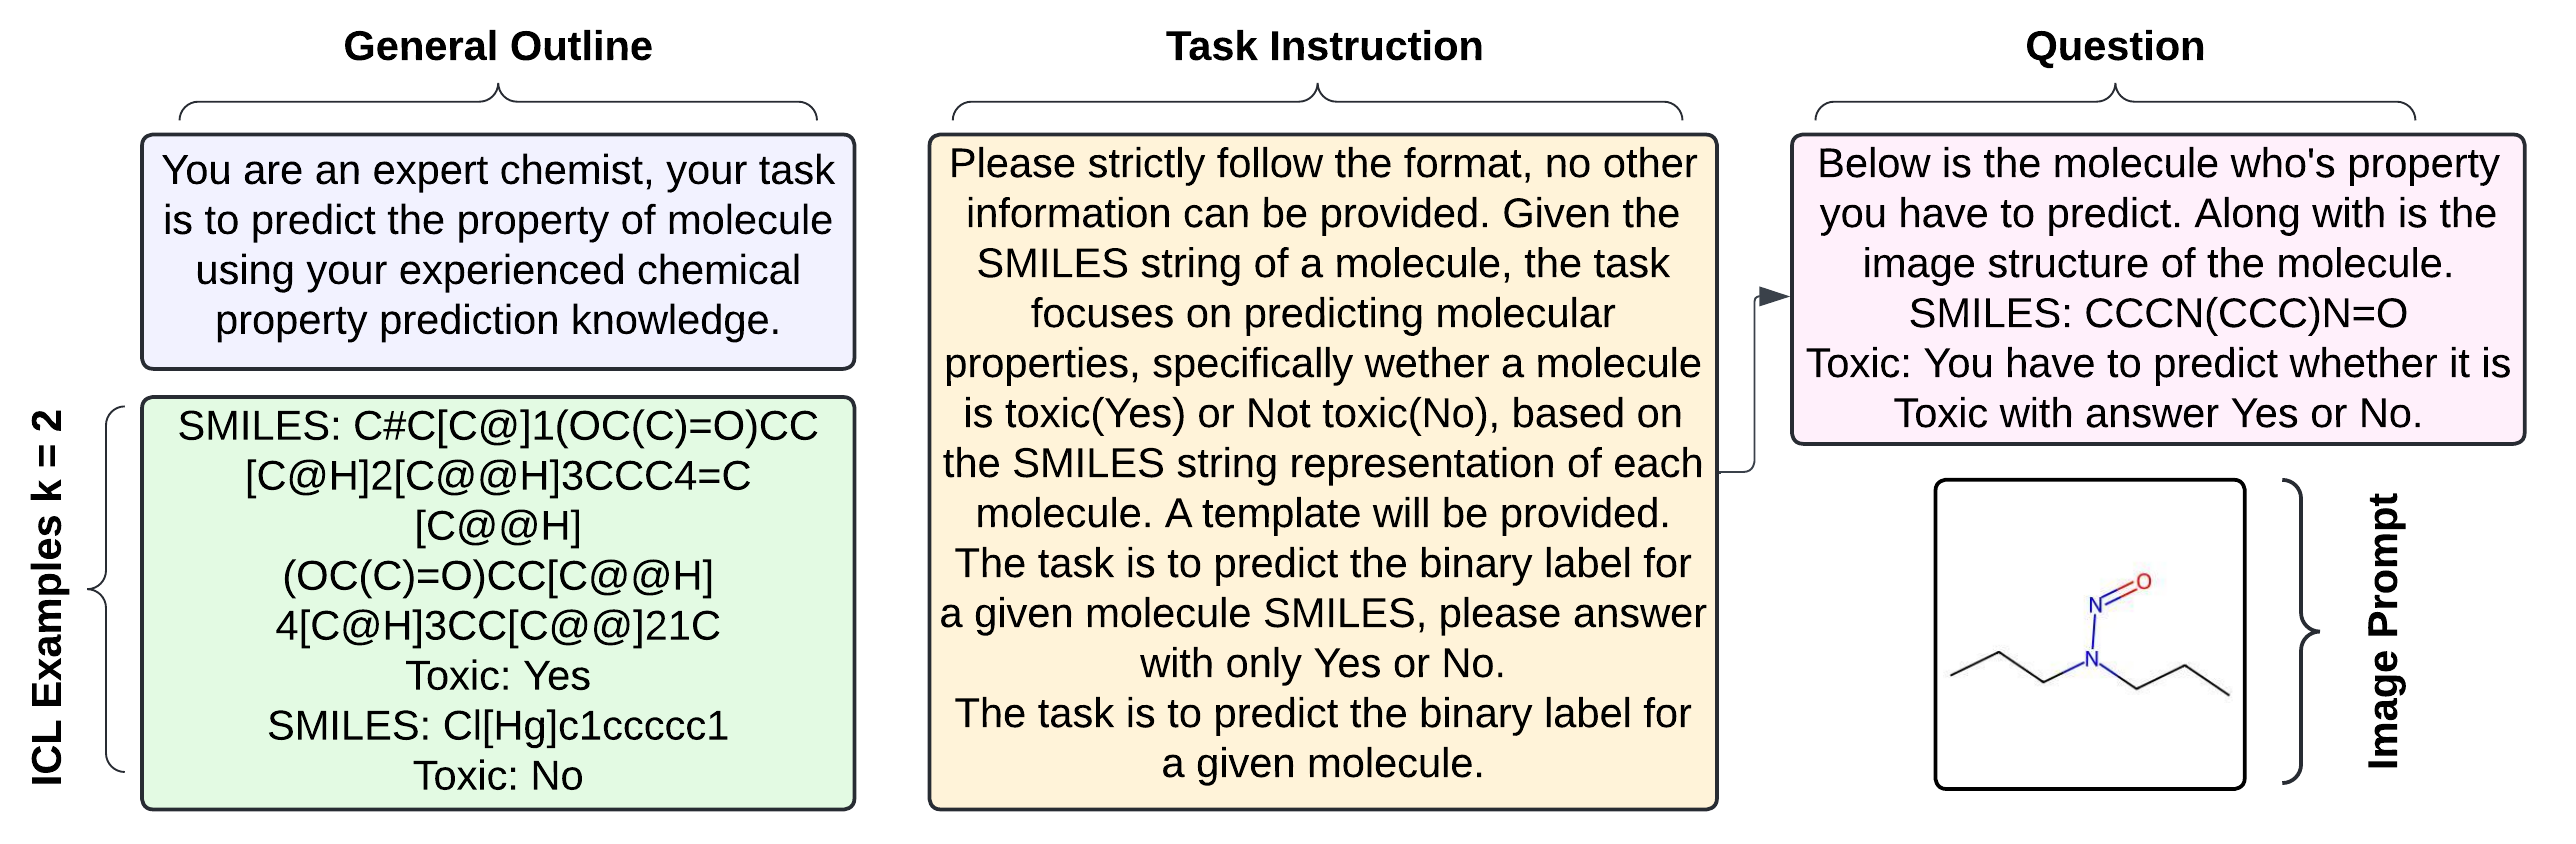 General Outline
You are an expert chemist, your task
is to predict the property of molecule
using your experienced chemical
property prediction knowledge.
ICL Examples k = 2
SMILES: C#C[C@]1(OC(C)=O)CC
[C@H]2[C@@H]3CCC4=C
[C@@H]
(OC(C)=O)CC[C@@H]
4[C@H]3CC[C@@]21C
Toxic: Yes
SMILES: Cl[Hg]c1ccccc1
Toxic: No
Task Instruction
Please strictly follow the format, no other
information can be provided. Given the
SMILES string of a molecule, the task
focuses on predicting molecular
properties, specifically wether a molecule
is toxic(Yes) or Not toxic(No), based on
the SMILES string representation of each
molecule. A template will be provided.
The task is to predict the binary label for
a given molecule SMILES, please answer
with only Yes or No.
The task is to predict the binary label for
a given molecule.
Question
Below is the molecule who's property
you have to predict. Along with is the
image structure of the molecule.
SMILES: CCCN(CCC)N=O
Toxic: You have to predict whether it is
Toxic with answer Yes or No.
O
N
N
Image Prompt